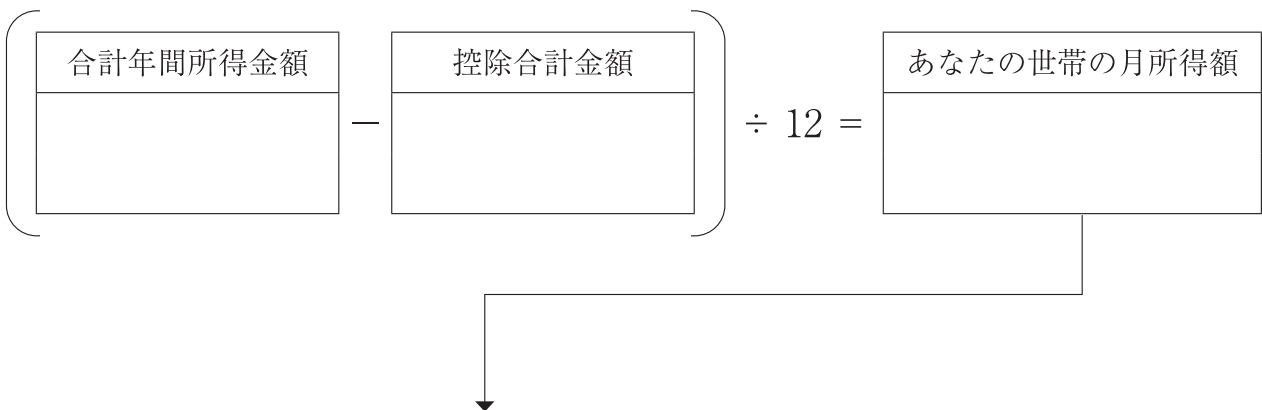 合計年間所得金額
控除合計金額
あなたの世帯の月所得額
− ÷ 12 =